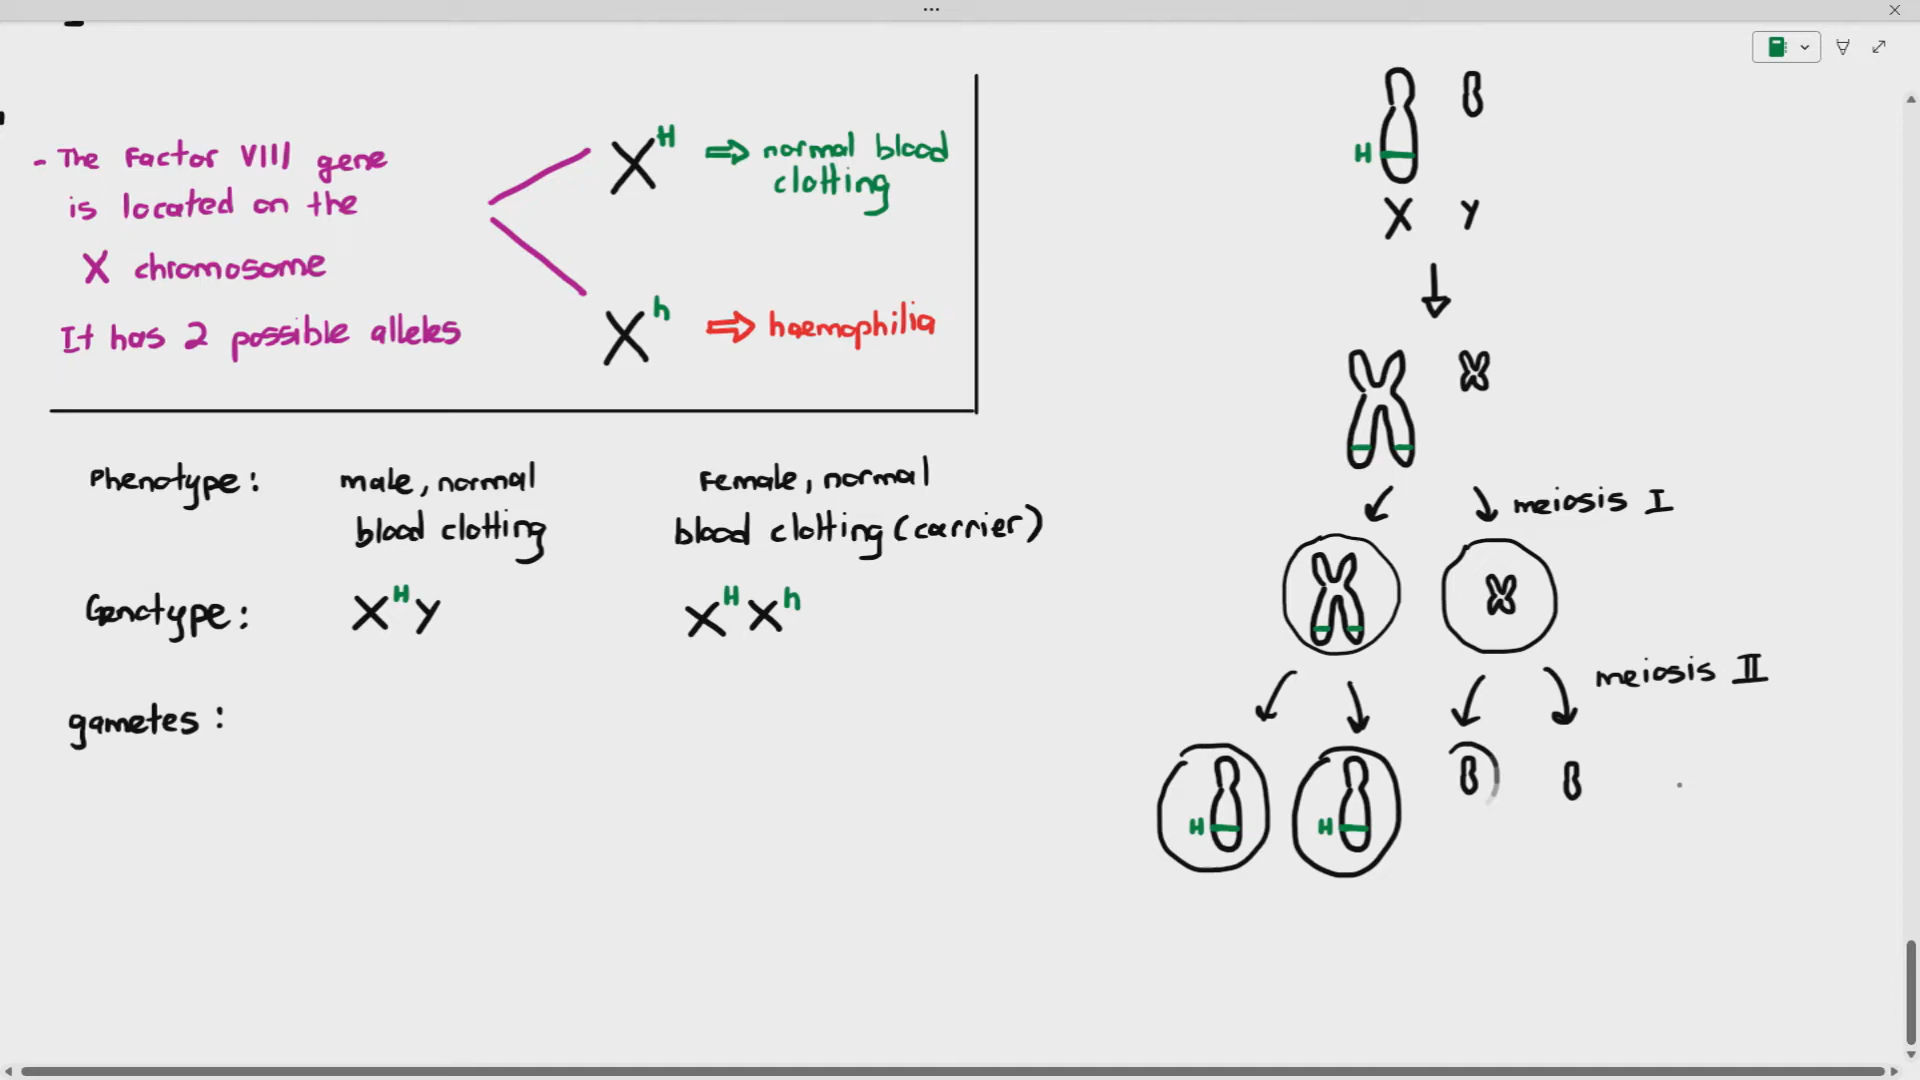 - The Factor VIII gene
is located on the
X chromosome
It has 2 possible alleles
X^H ⇒ normal blood
clotting
X^h ⇒ haemophilia
Phenotype: male, normal Female, normal
blood clotting blood clotting (carrier)
Genotype: X^H Y X^H X^h
gametes:
H
X Y
meiosis I
meiosis II
H H